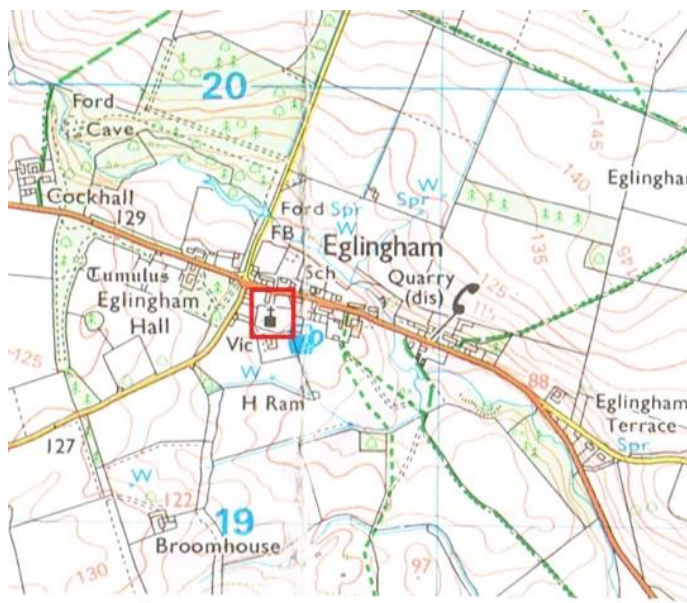 20
Ford
Cave
145
140
Eglingha
Cockhall
129
W
Spr
Ford Spr
FB
W
135
Eglingham
145
Tumulus
Sch
Quarry
(dis)
125
115
Eglingham
Hall
Vic
125
88
W
H Ram
Eglingham
Terrace
Spr
127
W
122
19
Broomhouse
130
97